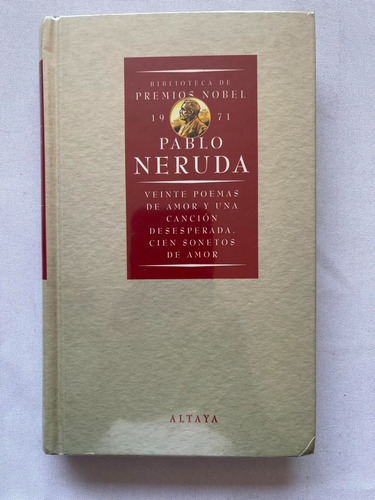 BIBLIOTECA DE
PREMIOS NOBEL
19 71
PABLO
NERUDA
VEINTE POEMAS
DE AMOR Y UNA
CANCIÓN
DESESPERADA.
CIEN SONETOS
DE AMOR
ALTAYA